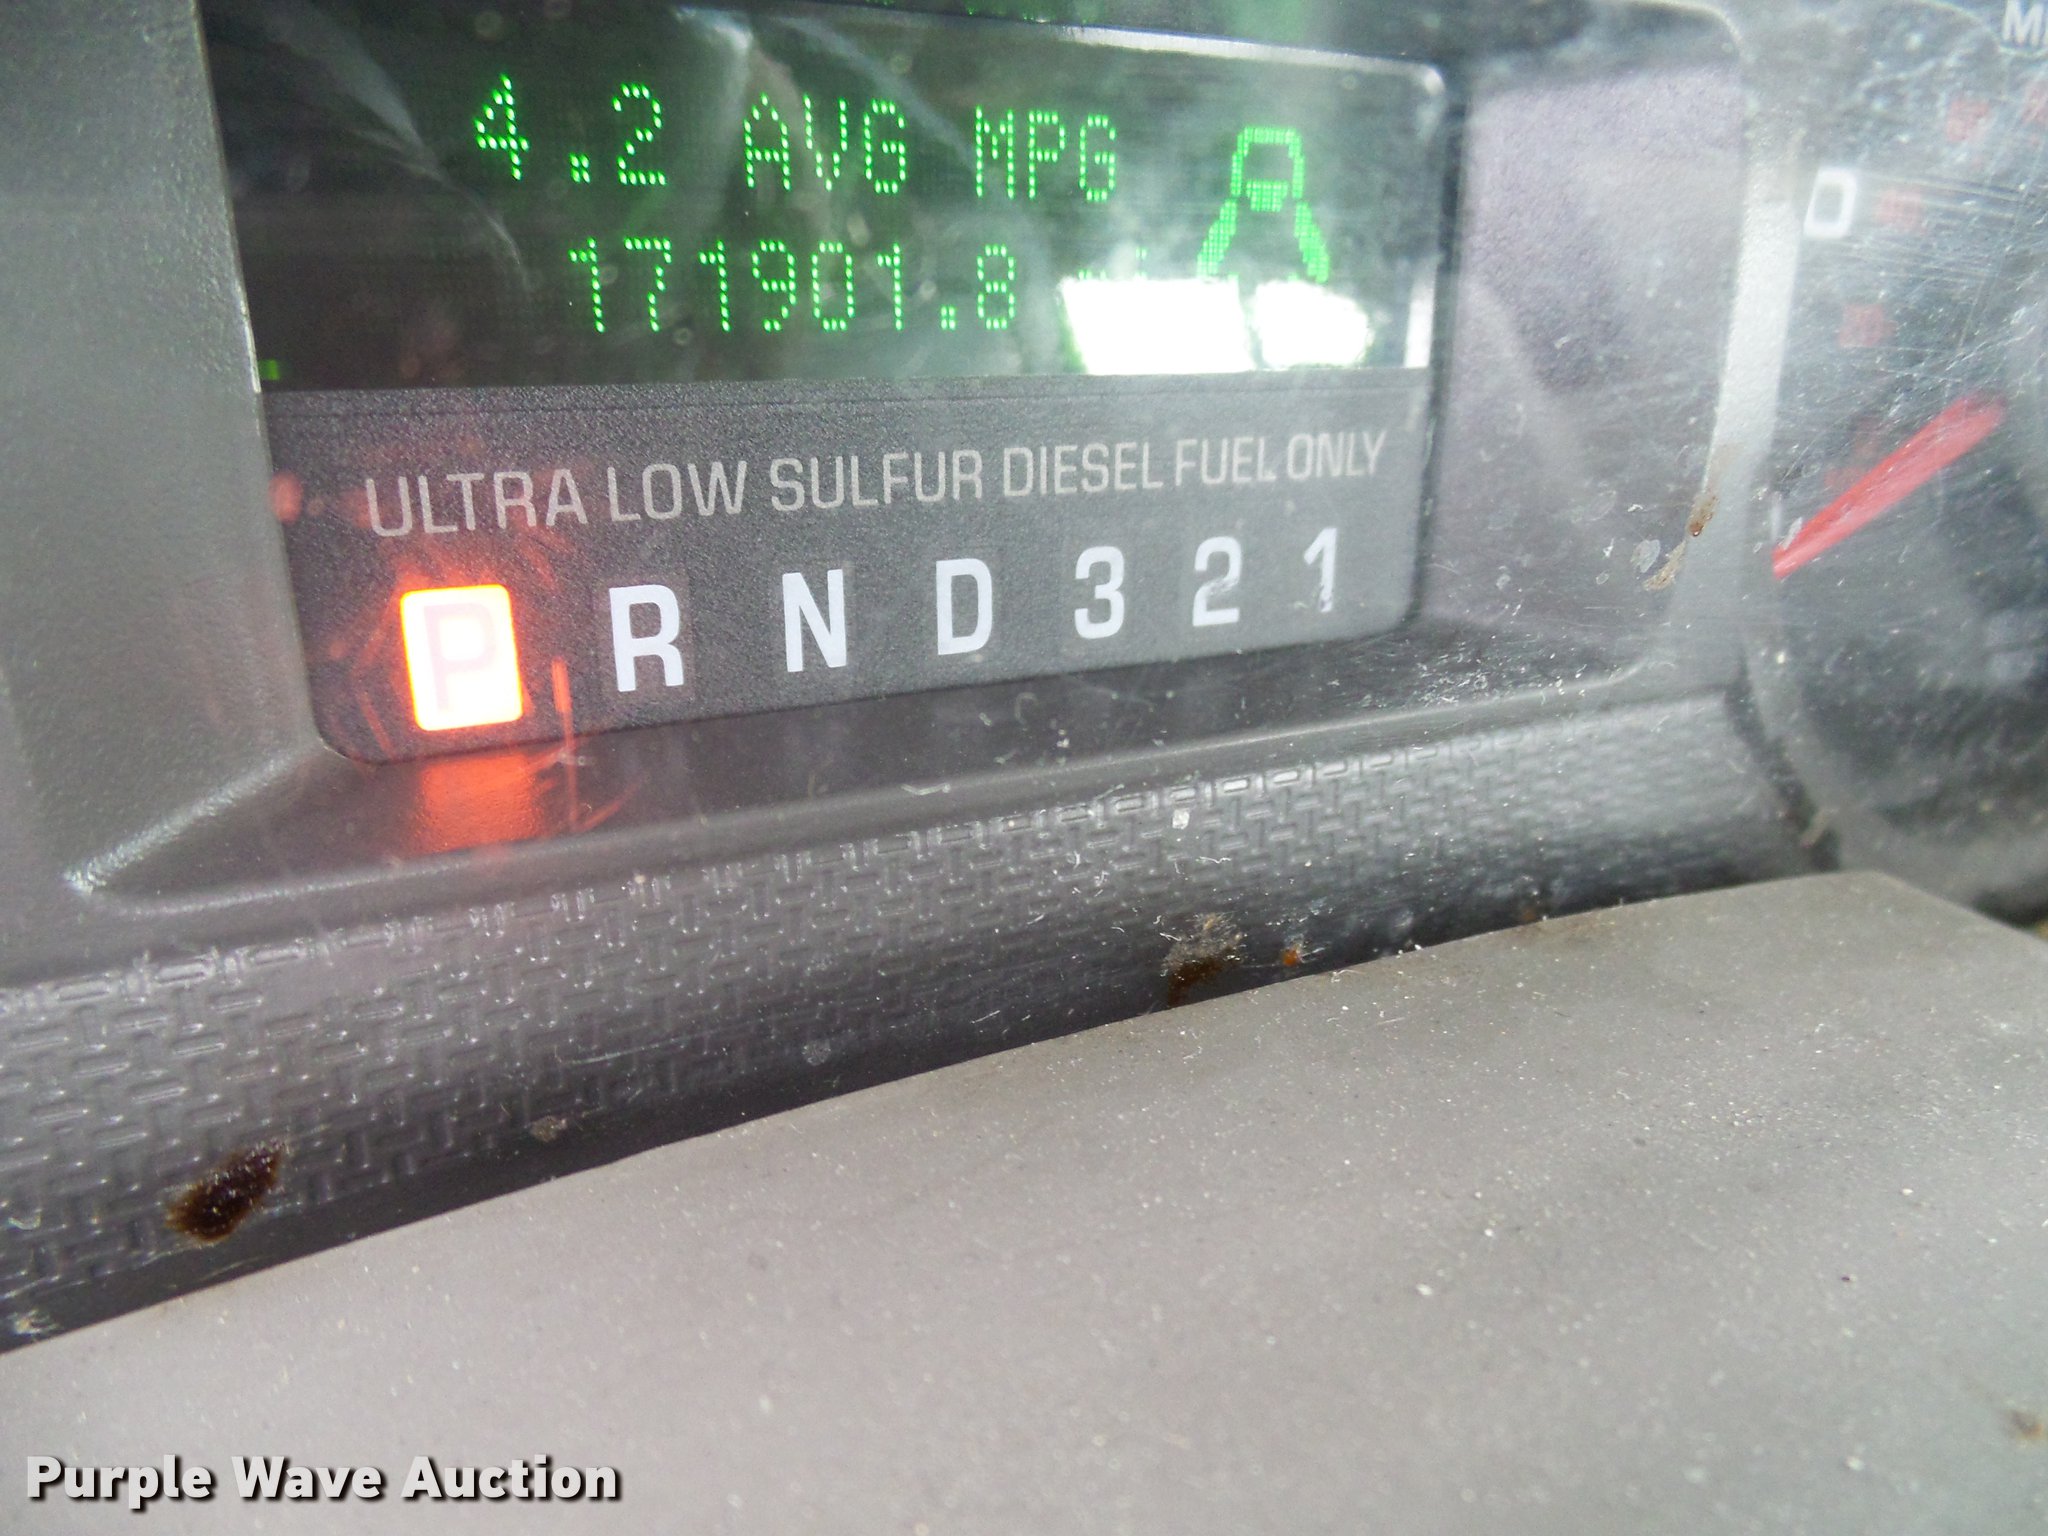 4.2 AVG MPG
171901.8
ULTRA LOW SULFUR DIESEL FUEL ONLY
P R N D 3 2 1
Purple Wave Auction